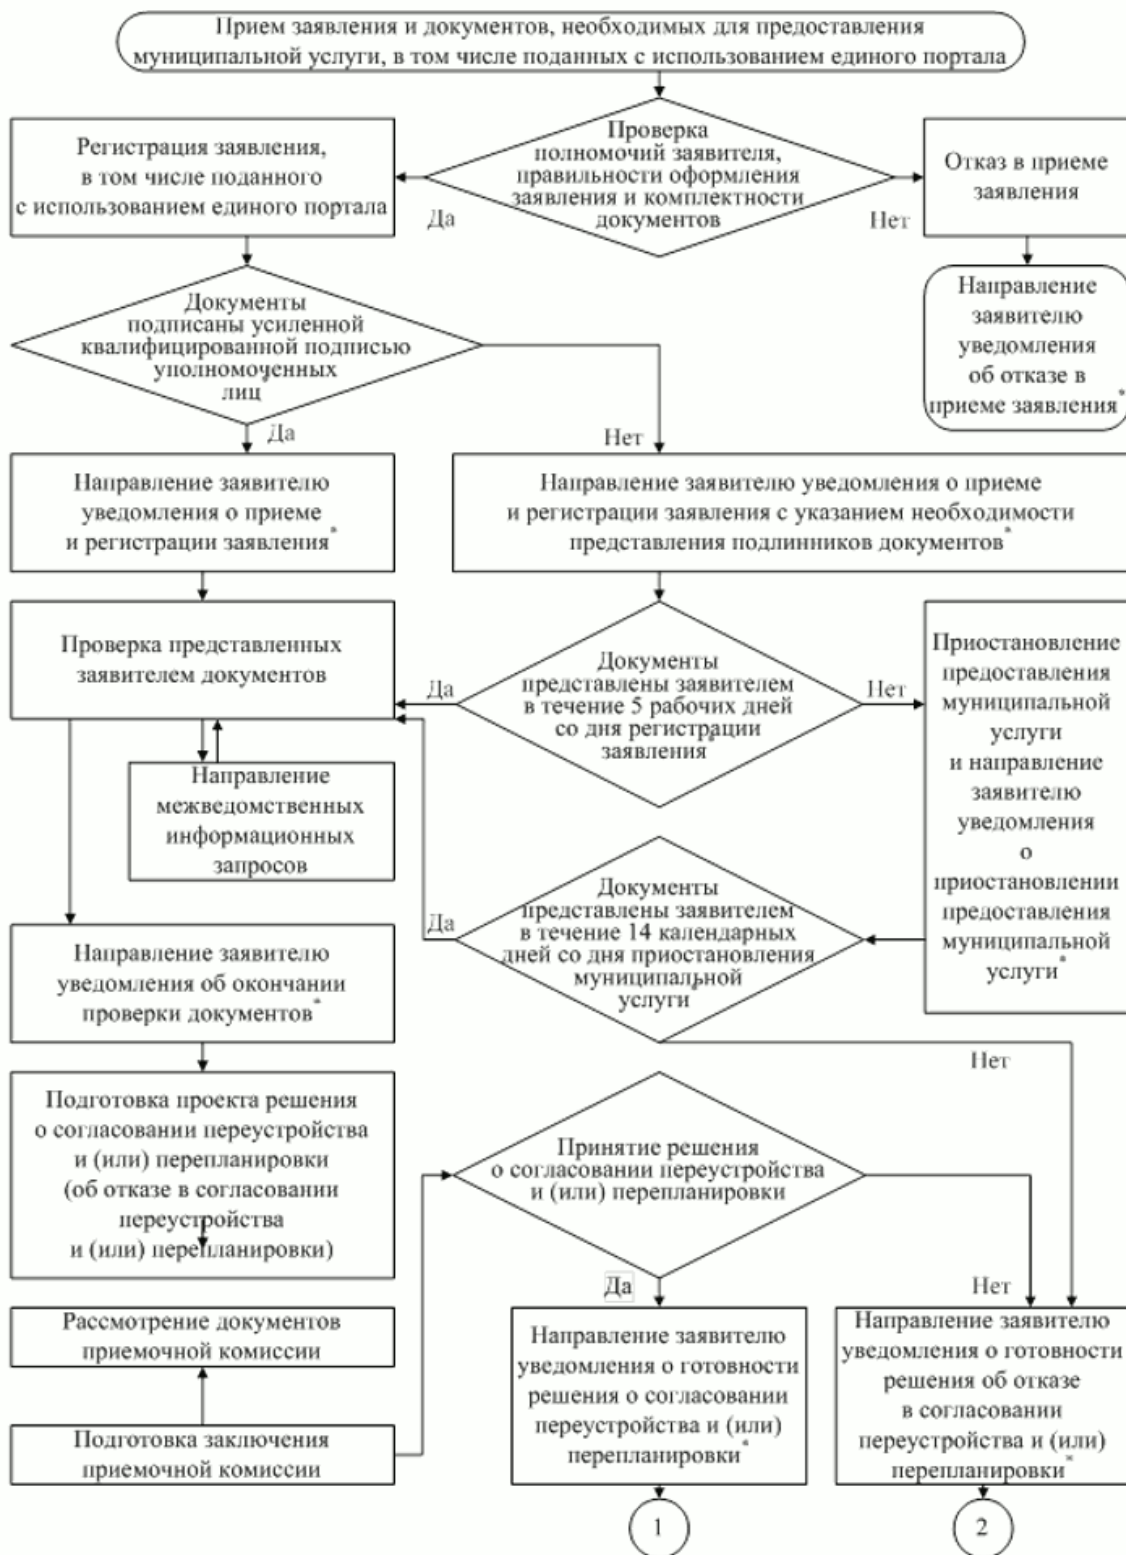 Прием заявления и документов, необходимых для предоставления
муниципальной услуги, в том числе поданных с использованием единого портала
Проверка
полномочий заявителя,
правильности оформления
заявления и комплектности
документов
Регистрация заявления,
в том числе поданного
с использованием единого портала
Отказ в приеме
заявления
Да
Нет
Документы
подписаны усиленной
квалифицированной подписью
уполномоченных
лиц*
Направление
заявителю
уведомления
об отказе в
приеме заявления*
Да
Нет
Направление заявителю
уведомления о приеме
и регистрации заявления*
Направление заявителю уведомления о приеме
и регистрации заявления с указанием необходимости
представления подлинников документов*
Проверка представленных
заявителем документов
Да
Документы
представлены заявителем
в течение 5 рабочих дней
со дня регистрации
заявления*
Нет
Приостановление
предоставления
муниципальной
услуги
и направление
заявителю
уведомления
о
приостановлении
предоставления
муниципальной
услуги*
Направление
межведомственных
информационных
запросов
Да
Документы
представлены заявителем
в течение 14 календарных
дней со дня приостановления
муниципальной
услуги*
Нет
Направление заявителю
уведомления об окончании
проверки документов*
Подготовка проекта решения
о согласовании переустройства
и (или) перепланировки
(об отказе в согласовании
переустройства
и (или) перепланировки)
Принятие решения
о согласовании переустройства
и (или) перепланировки
Да
Нет
Рассмотрение документов
приемочной комиссии
Подготовка заключения
приемочной комиссии
Направление заявителю
уведомления о готовности
решения о согласовании
переустройства и (или)
перепланировки*
Направление заявителю
уведомления о готовности
решения об отказе
в согласовании
переустройства и (или)
перепланировки*
1
2